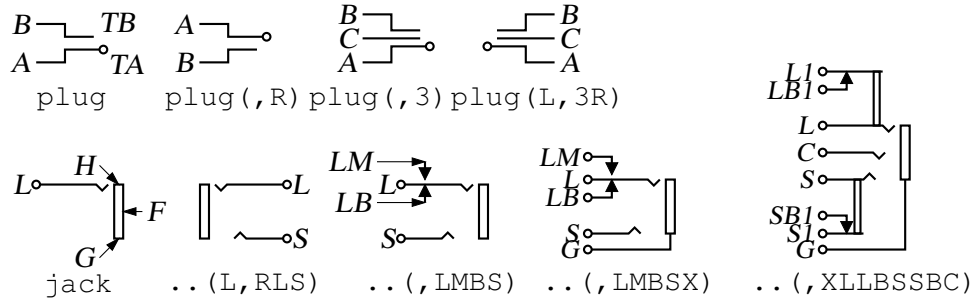 B TB
A TA
plug
A
B
plug(,R)
B
C
A
plug(,3)
B
C
A
plug(L,3R)
L
H
F
G
jack
L
S
..(L,RLS)
LM
L
LB
S
..(,LMBS)
LM
L
LB
S
G
..(,LMBSX)
L1
LB1
L
C
S
SB1
S1
G
..(,XLLBSSBC)